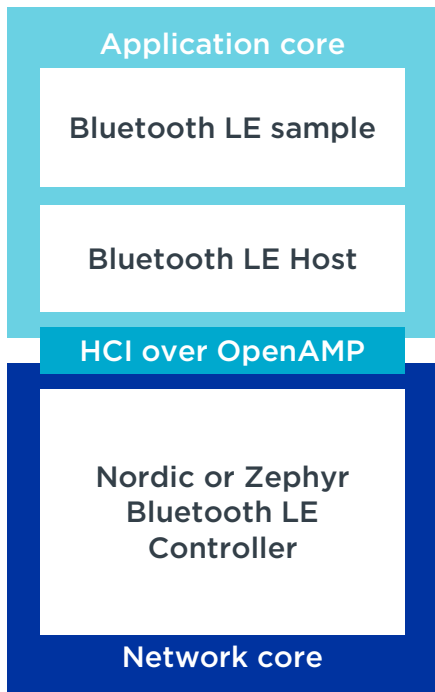 Application core
Bluetooth LE sample
Bluetooth LE Host
HCI over OpenAMP
Nordic or Zephyr
Bluetooth LE
Controller
Network core